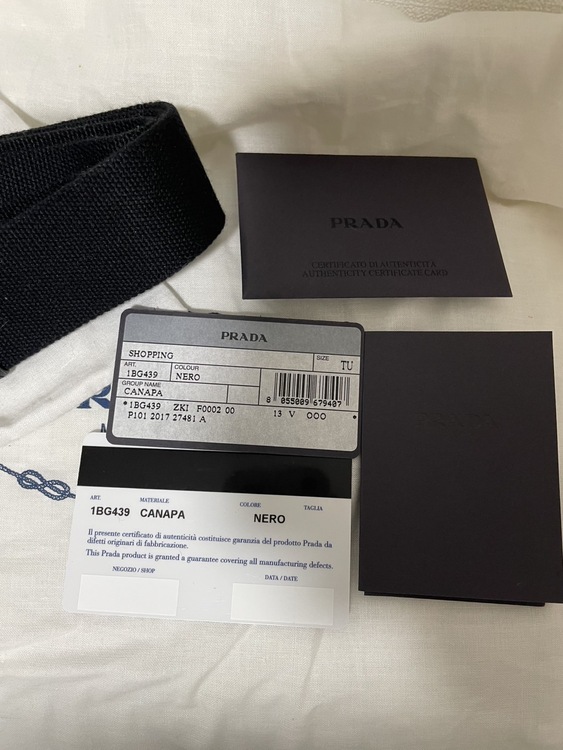 PRADA
CERTIFICATO DI AUTENTICITÀ
AUTHENTICITY CERTIFICATE CARD
PRADA
SHOPPING
SIZE TU
ART. COLOUR
1BG439 NERO
GROUP NAME
CANAPA
8 055009 679407
*1BG439 ZKI F0002 00 13 V OOO *
P101 2017 27481 A
ART. MATERIALE COLORE TAGLIA
1BG439 CANAPA NERO
Il presente certificato di autenticità costituisce garanzia del prodotto Prada da
difetti originari di fabbricazione.
This Prada product is granted a guarantee covering all manufacturing defects.
NEGOZIO / SHOP DATA / DATE